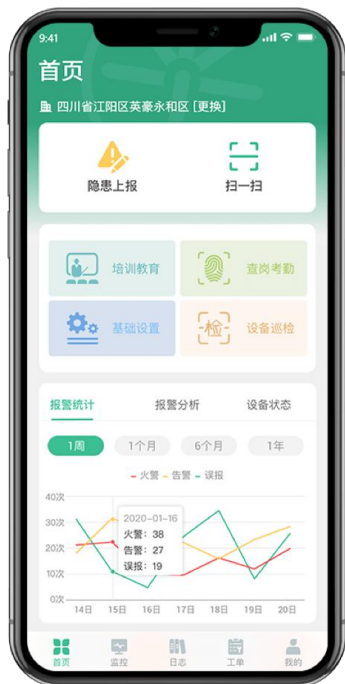 9:41
首页
四川省江阳区英豪永和区 [更换]
隐患上报 扫一扫
培训教育 查岗考勤
基础设置 检 设备巡检
报警统计 报警分析 设备状态
1周 1个月 6个月 1年
火警 告警 误报
40次
30次
20次
10次
0次
2020-01-16
火警: 38
告警: 27
误报: 19
14日 15日 16日 17日 18日 19日 20日
首页 监控 日志 工单 我的